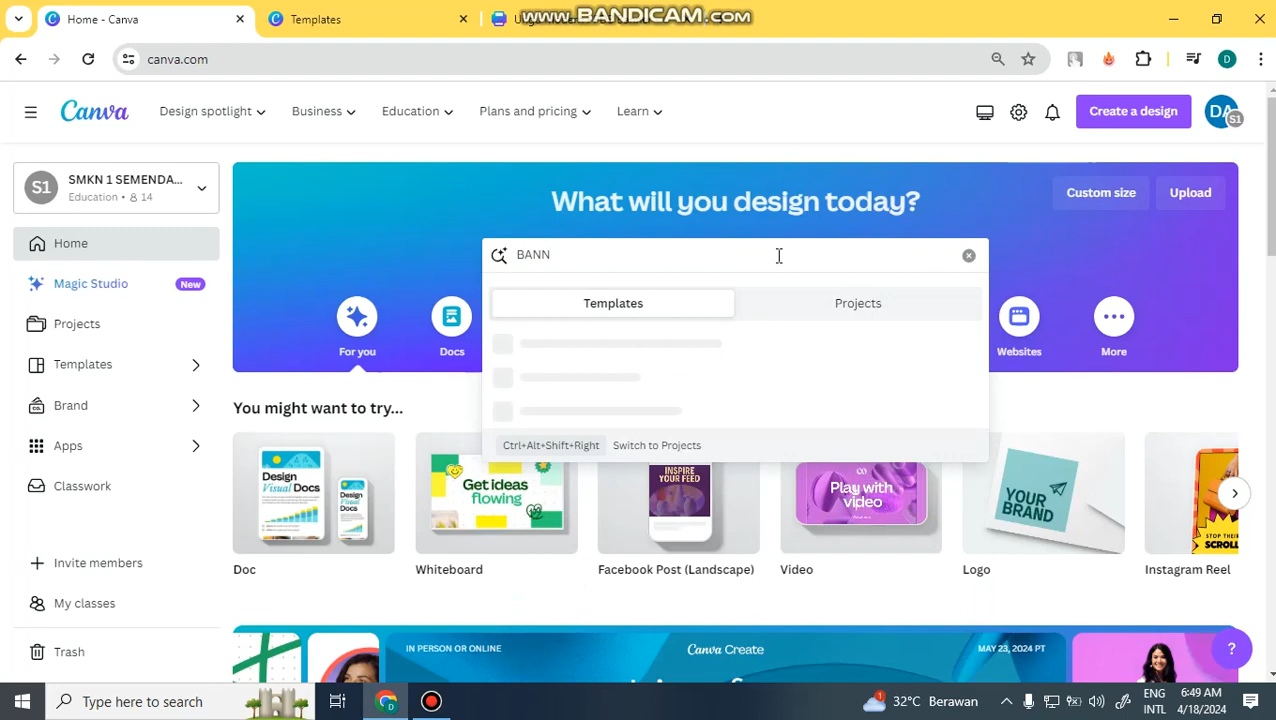 Home - Canva
Templates
www.BANDICAM.com
canva.com
D
Canva
Design spotlight
Business
Education
Plans and pricing
Learn
Create a design
DA
S1
S1
SMKN 1 SEMENDA...
Education • 14
What will you design today?
Custom size
Upload
Home
BANN
Magic Studio
New
Templates
Projects
Projects
For you
Docs
Websites
More
Templates
Brand
You might want to try...
Apps
Ctrl+Alt+Shift+Right
Switch to Projects
Classwork
Design
Visual Docs
Get ideas
flowing
INSPIRE
YOUR FEED
Play with
video
YOUR
BRAND
STOP THE
SCROLL
Doc
Whiteboard
Facebook Post (Landscape)
Video
Logo
Instagram Reel
Invite members
My classes
Trash
IN PERSON OR ONLINE
Canva Create
MAY 23, 2024 PT
?
Type here to search
1
32°C Berawan
ENG
INTL
6:49 AM
4/18/2024